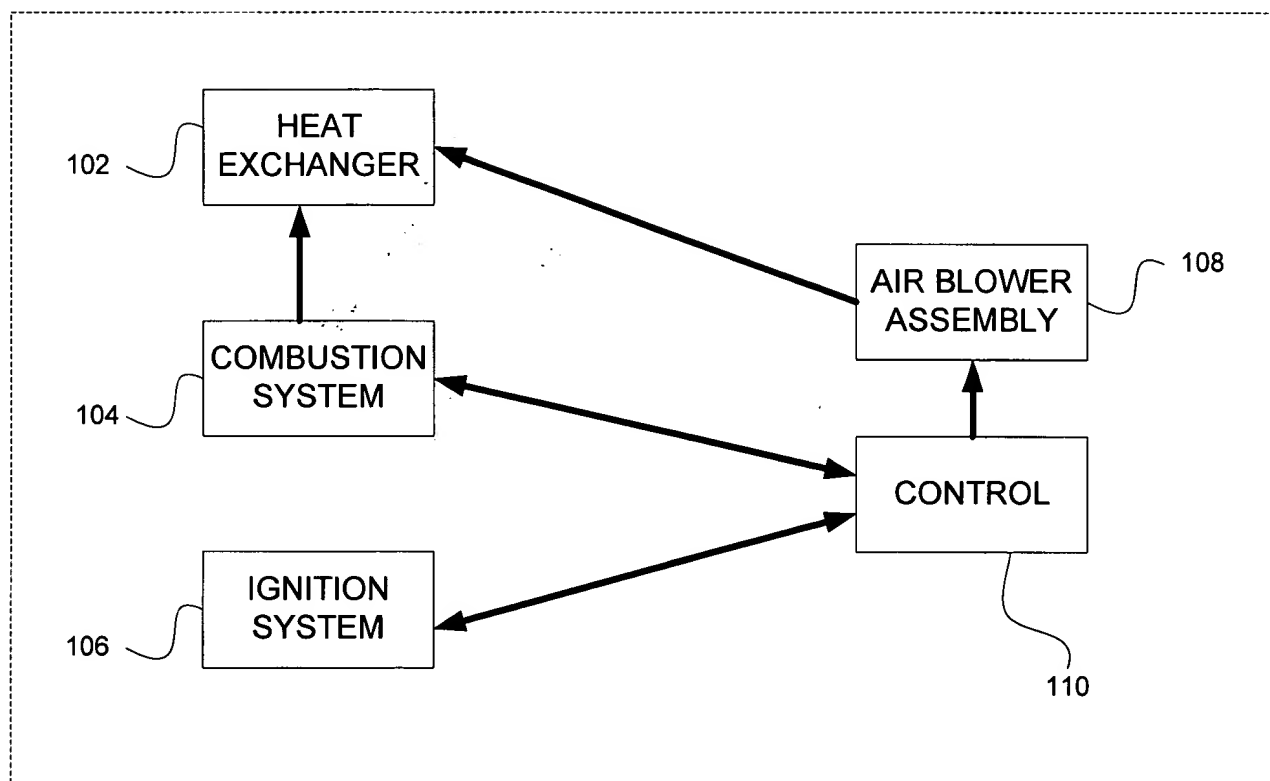 HEAT
EXCHANGER
102
AIR BLOWER
ASSEMBLY
108
COMBUSTION
SYSTEM
104
CONTROL
IGNITION
SYSTEM
106
110